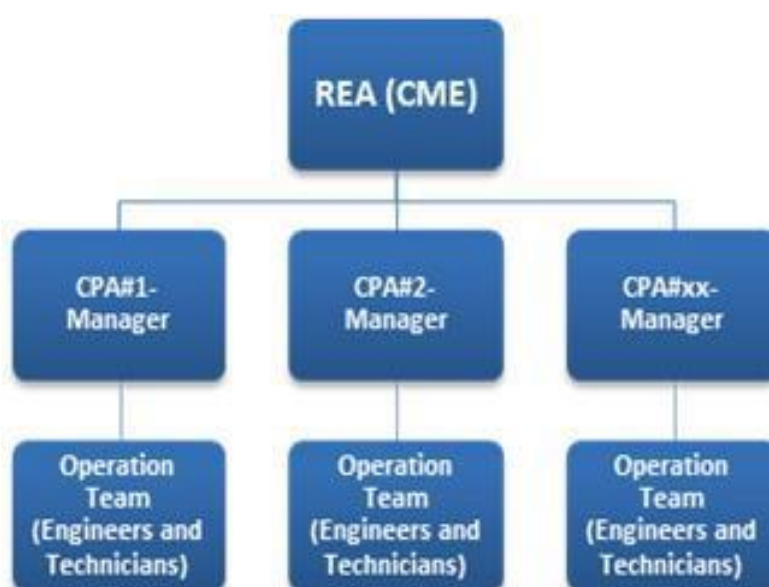 REA (CME)
CPA#1-
Manager
CPA#2-
Manager
CPA#xx-
Manager
Operation
Team
(Engineers and
Technicians)
Operation
Team
(Engineers and
Technicians)
Operation
Team
(Engineers and
Technicians)